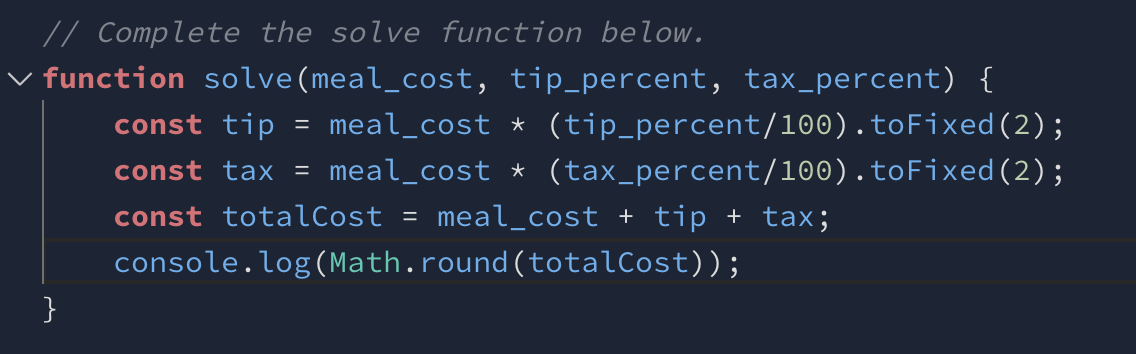 // Complete the solve function below.
function solve(meal_cost, tip_percent, tax_percent) {
    const tip = meal_cost * (tip_percent/100).toFixed(2);
    const tax = meal_cost * (tax_percent/100).toFixed(2);
    const totalCost = meal_cost + tip + tax;
    console.log(Math.round(totalCost));
}